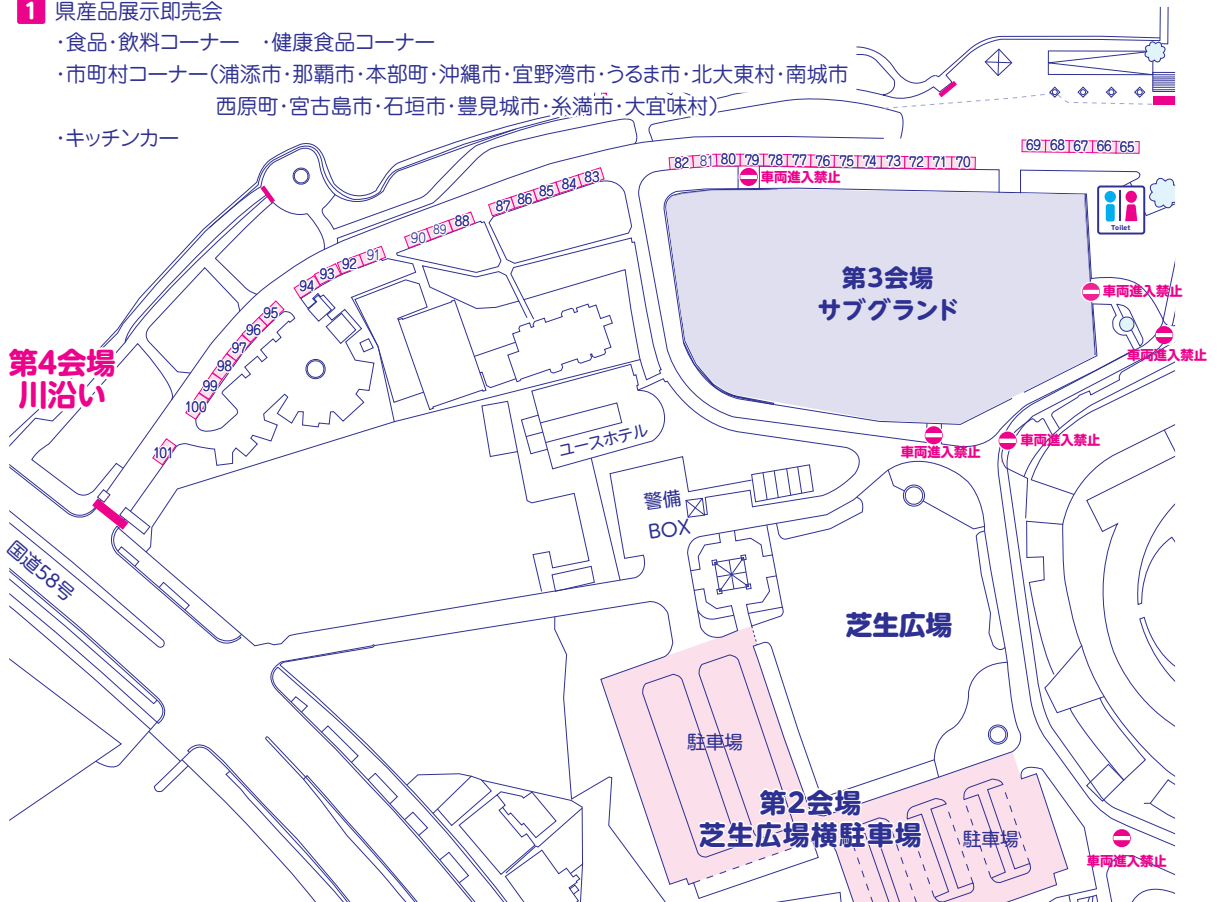 1 県産品展示即売会
・食品・飲料コーナー ・健康食品コーナー
・市町村コーナー(浦添市・那覇市・本部町・沖縄市・宜野湾市・うるま市・北大東村・南城市
西原町・宮古島市・石垣市・豊見城市・糸満市・大宜味村)
・キッチンカー
69 68 67 66 65
82 81 80 79 78 77 76 75 74 73 72 71 70
車両進入禁止
87 86 85 84 83
90 89 88
94 93 92 91
Toilet
第3会場
サブグランド
車両進入禁止
車両進入禁止
95
96
97
98
99
100
101
第4会場
川沿い
ユースホテル
車両進入禁止
車両進入禁止
警備
BOX
国道58号
芝生広場
駐車場
第2会場
芝生広場横駐車場
駐車場
車両進入禁止